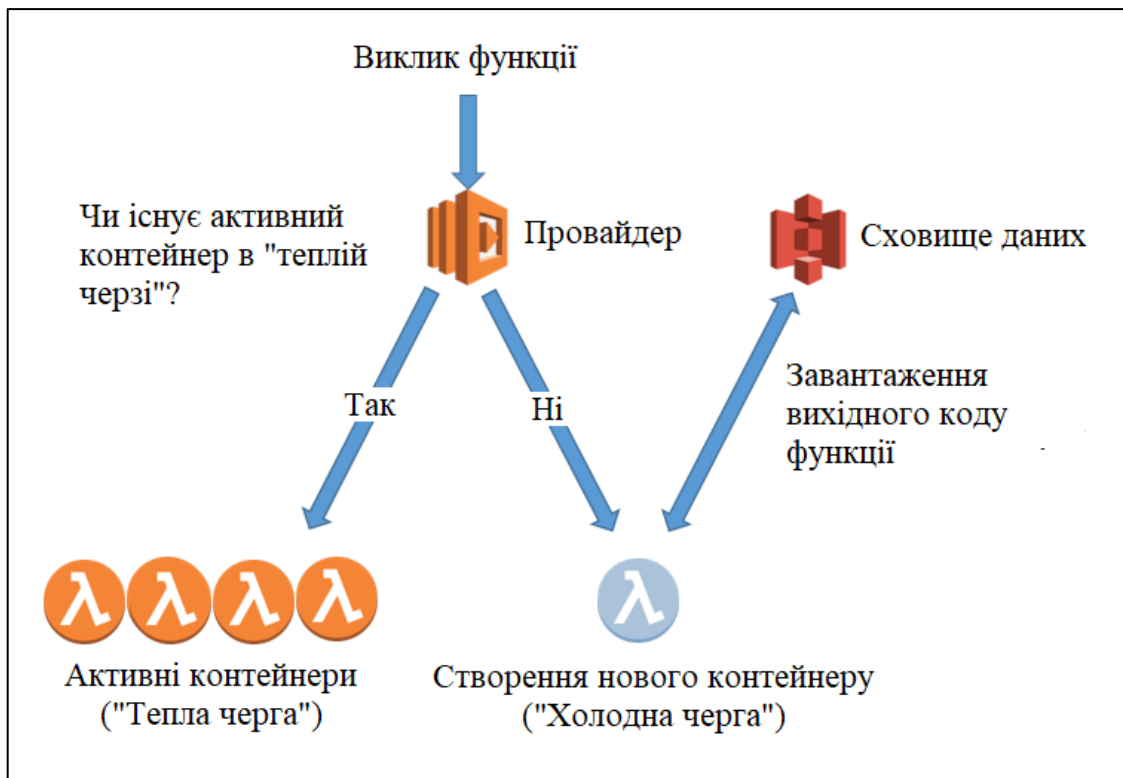 Виклик функції
Чи існує активний
контейнер в "теплій
черзі"?
Провайдер
Сховище даних
Так
Ні
Завантаження
вихідного коду
функції
λ λ λ λ
λ
Активні контейнери
("Тепла черга")
Створення нового контейнеру
("Холодна черга")